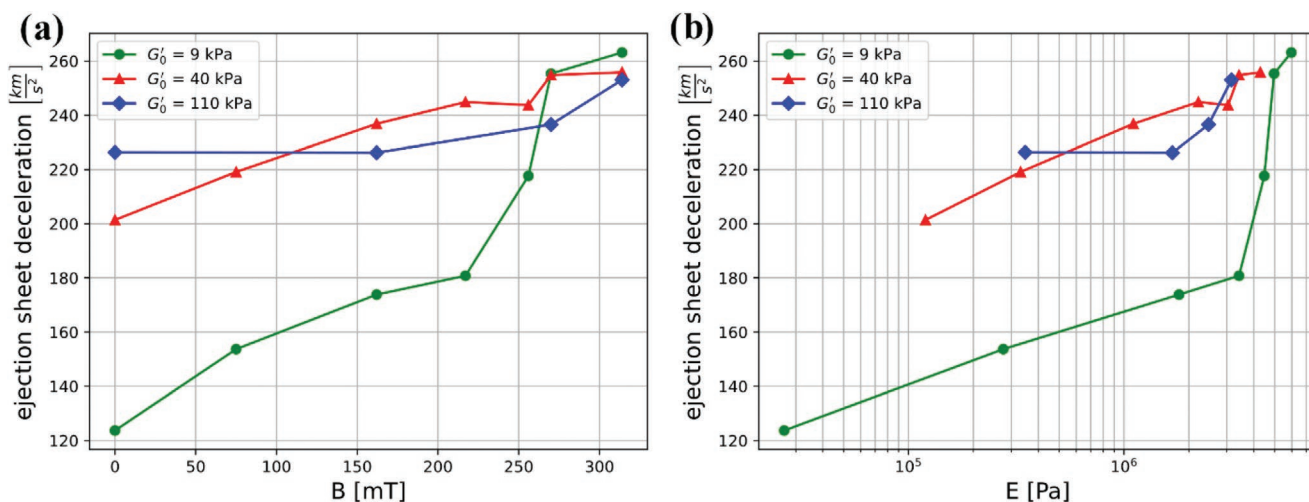 (a)
G′₀ = 9 kPa
G′₀ = 40 kPa
G′₀ = 110 kPa
ejection sheet deceleration [km/s²]
260
240
220
200
180
160
140
120
0 50 100 150 200 250 300
B [mT]
(b)
G′₀ = 9 kPa
G′₀ = 40 kPa
G′₀ = 110 kPa
ejection sheet deceleration [km/s²]
260
240
220
200
180
160
140
120
10⁵ 10⁶
E [Pa]